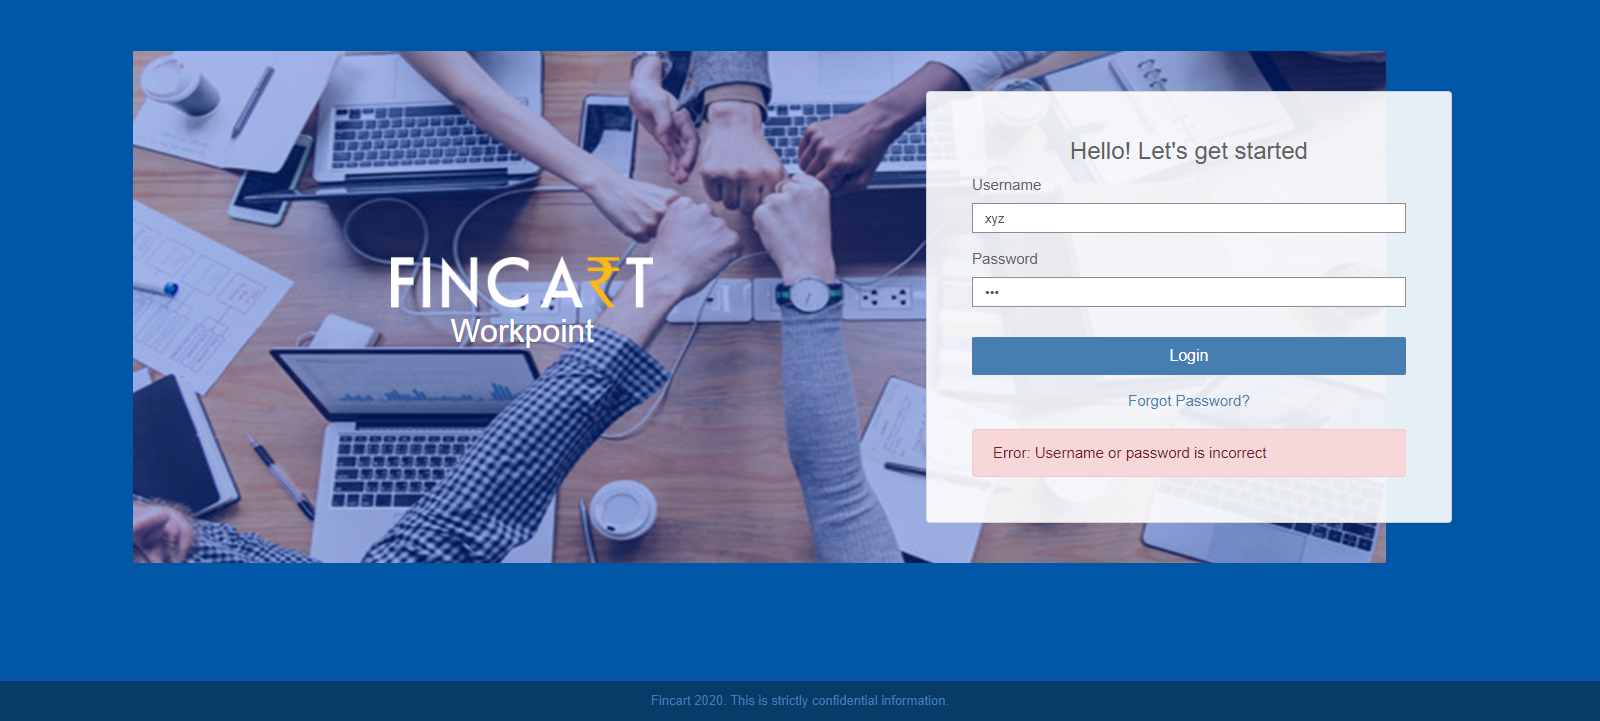 FINCA₹T
Workpoint
Hello! Let's get started
Username
xyz
Password
•••
Login
Forgot Password?
Error: Username or password is incorrect
Fincart 2020. This is strictly confidential information.